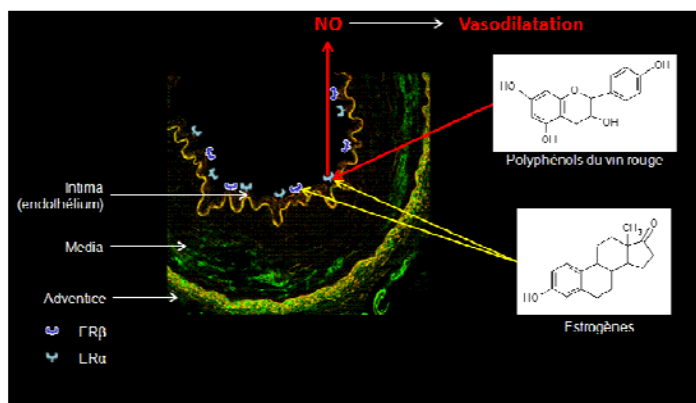 NO
Vasodilatation
OH
HO
O
OH
OH
Polyphénols du vin rouge
Intima
(endothélium)
Media
CH3
O
HO
Adventice
Estrogènes
ERβ
ERα